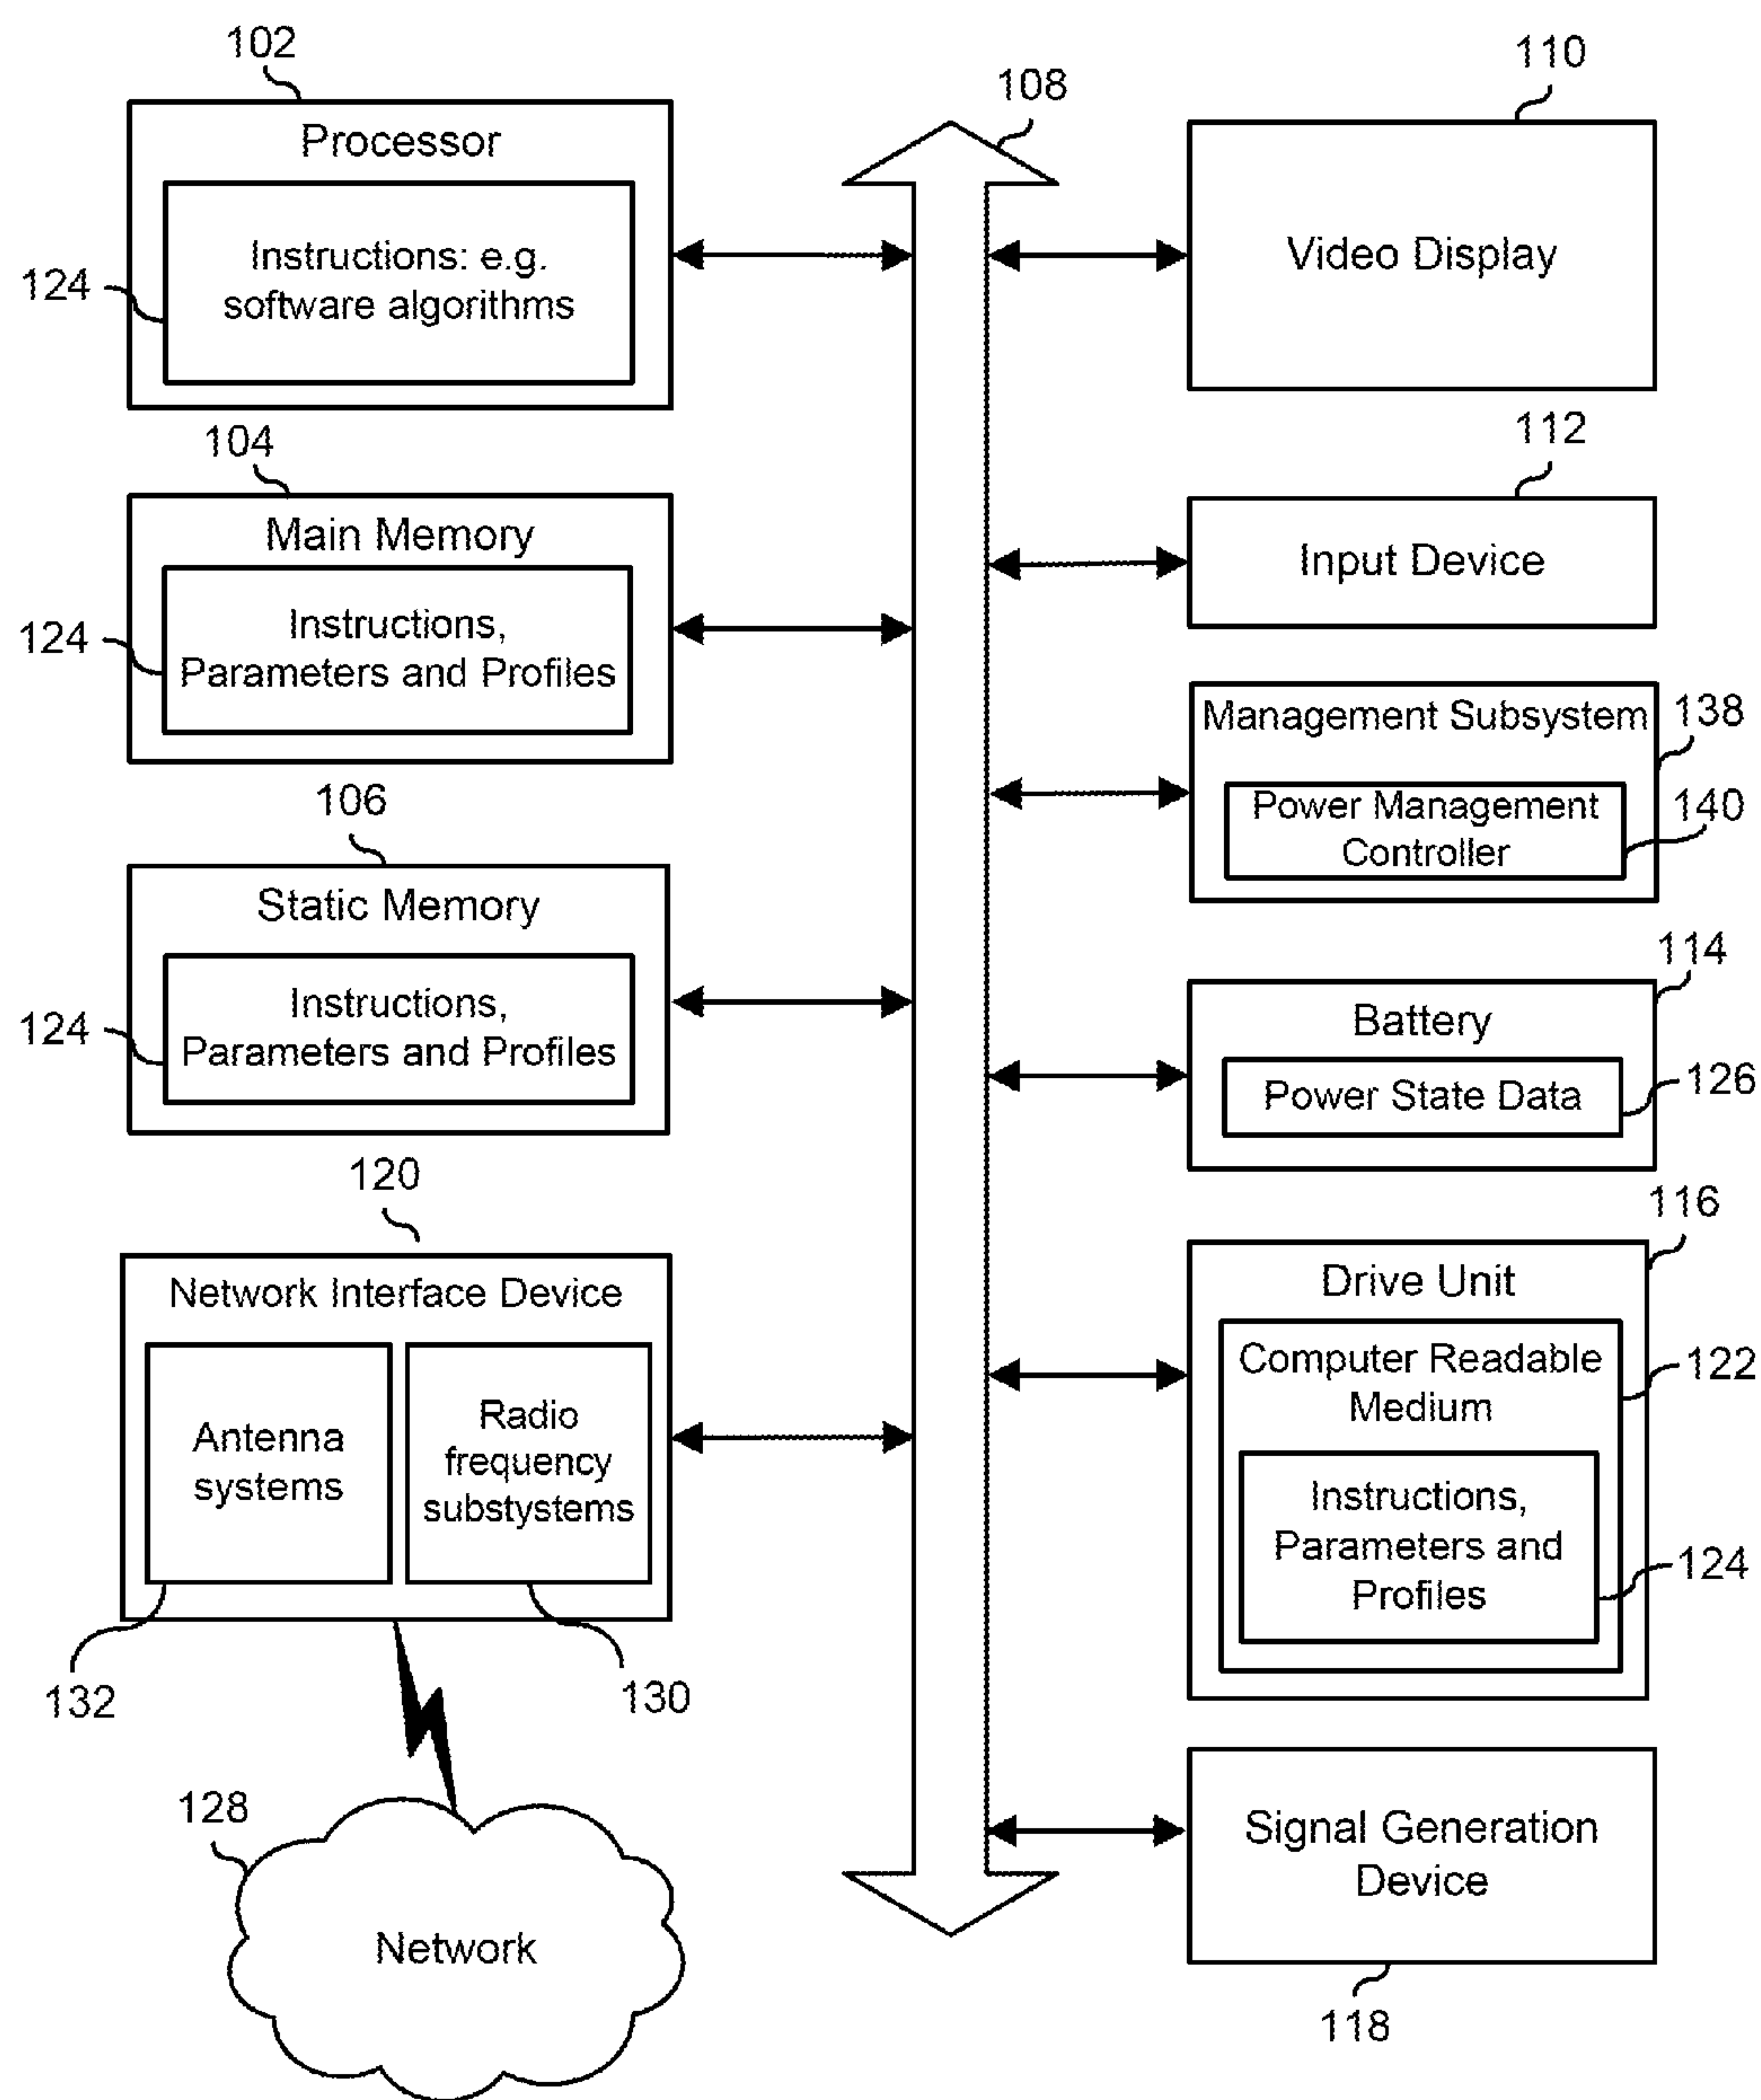 102
Processor
Instructions: e.g.
software algorithms
124
104
Main Memory
Instructions,
Parameters and Profiles
124
106
Static Memory
Instructions,
Parameters and Profiles
124
120
Network Interface Device
Antenna
systems
Radio
frequency
substystems
132
130
128
Network
108
110
Video Display
112
Input Device
Management Subsystem
138
Power Management
Controller
140
114
Battery
Power State Data
126
116
Drive Unit
Computer Readable
Medium
122
Instructions,
Parameters and
Profiles
124
Signal Generation
Device
118